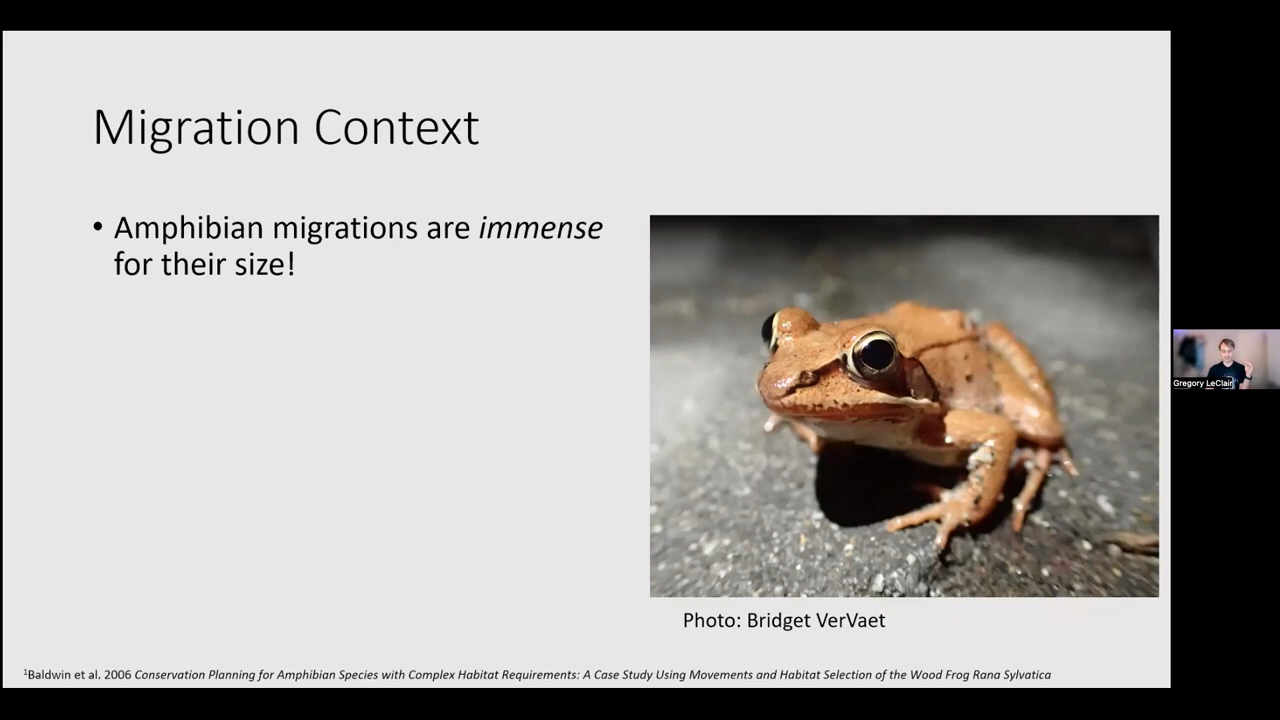 Migration Context
• Amphibian migrations are immense
for their size!
Gregory LeClair
Photo: Bridget VerVaet
¹Baldwin et al. 2006 Conservation Planning for Amphibian Species with Complex Habitat Requirements: A Case Study Using Movements and Habitat Selection of the Wood Frog Rana Sylvatica